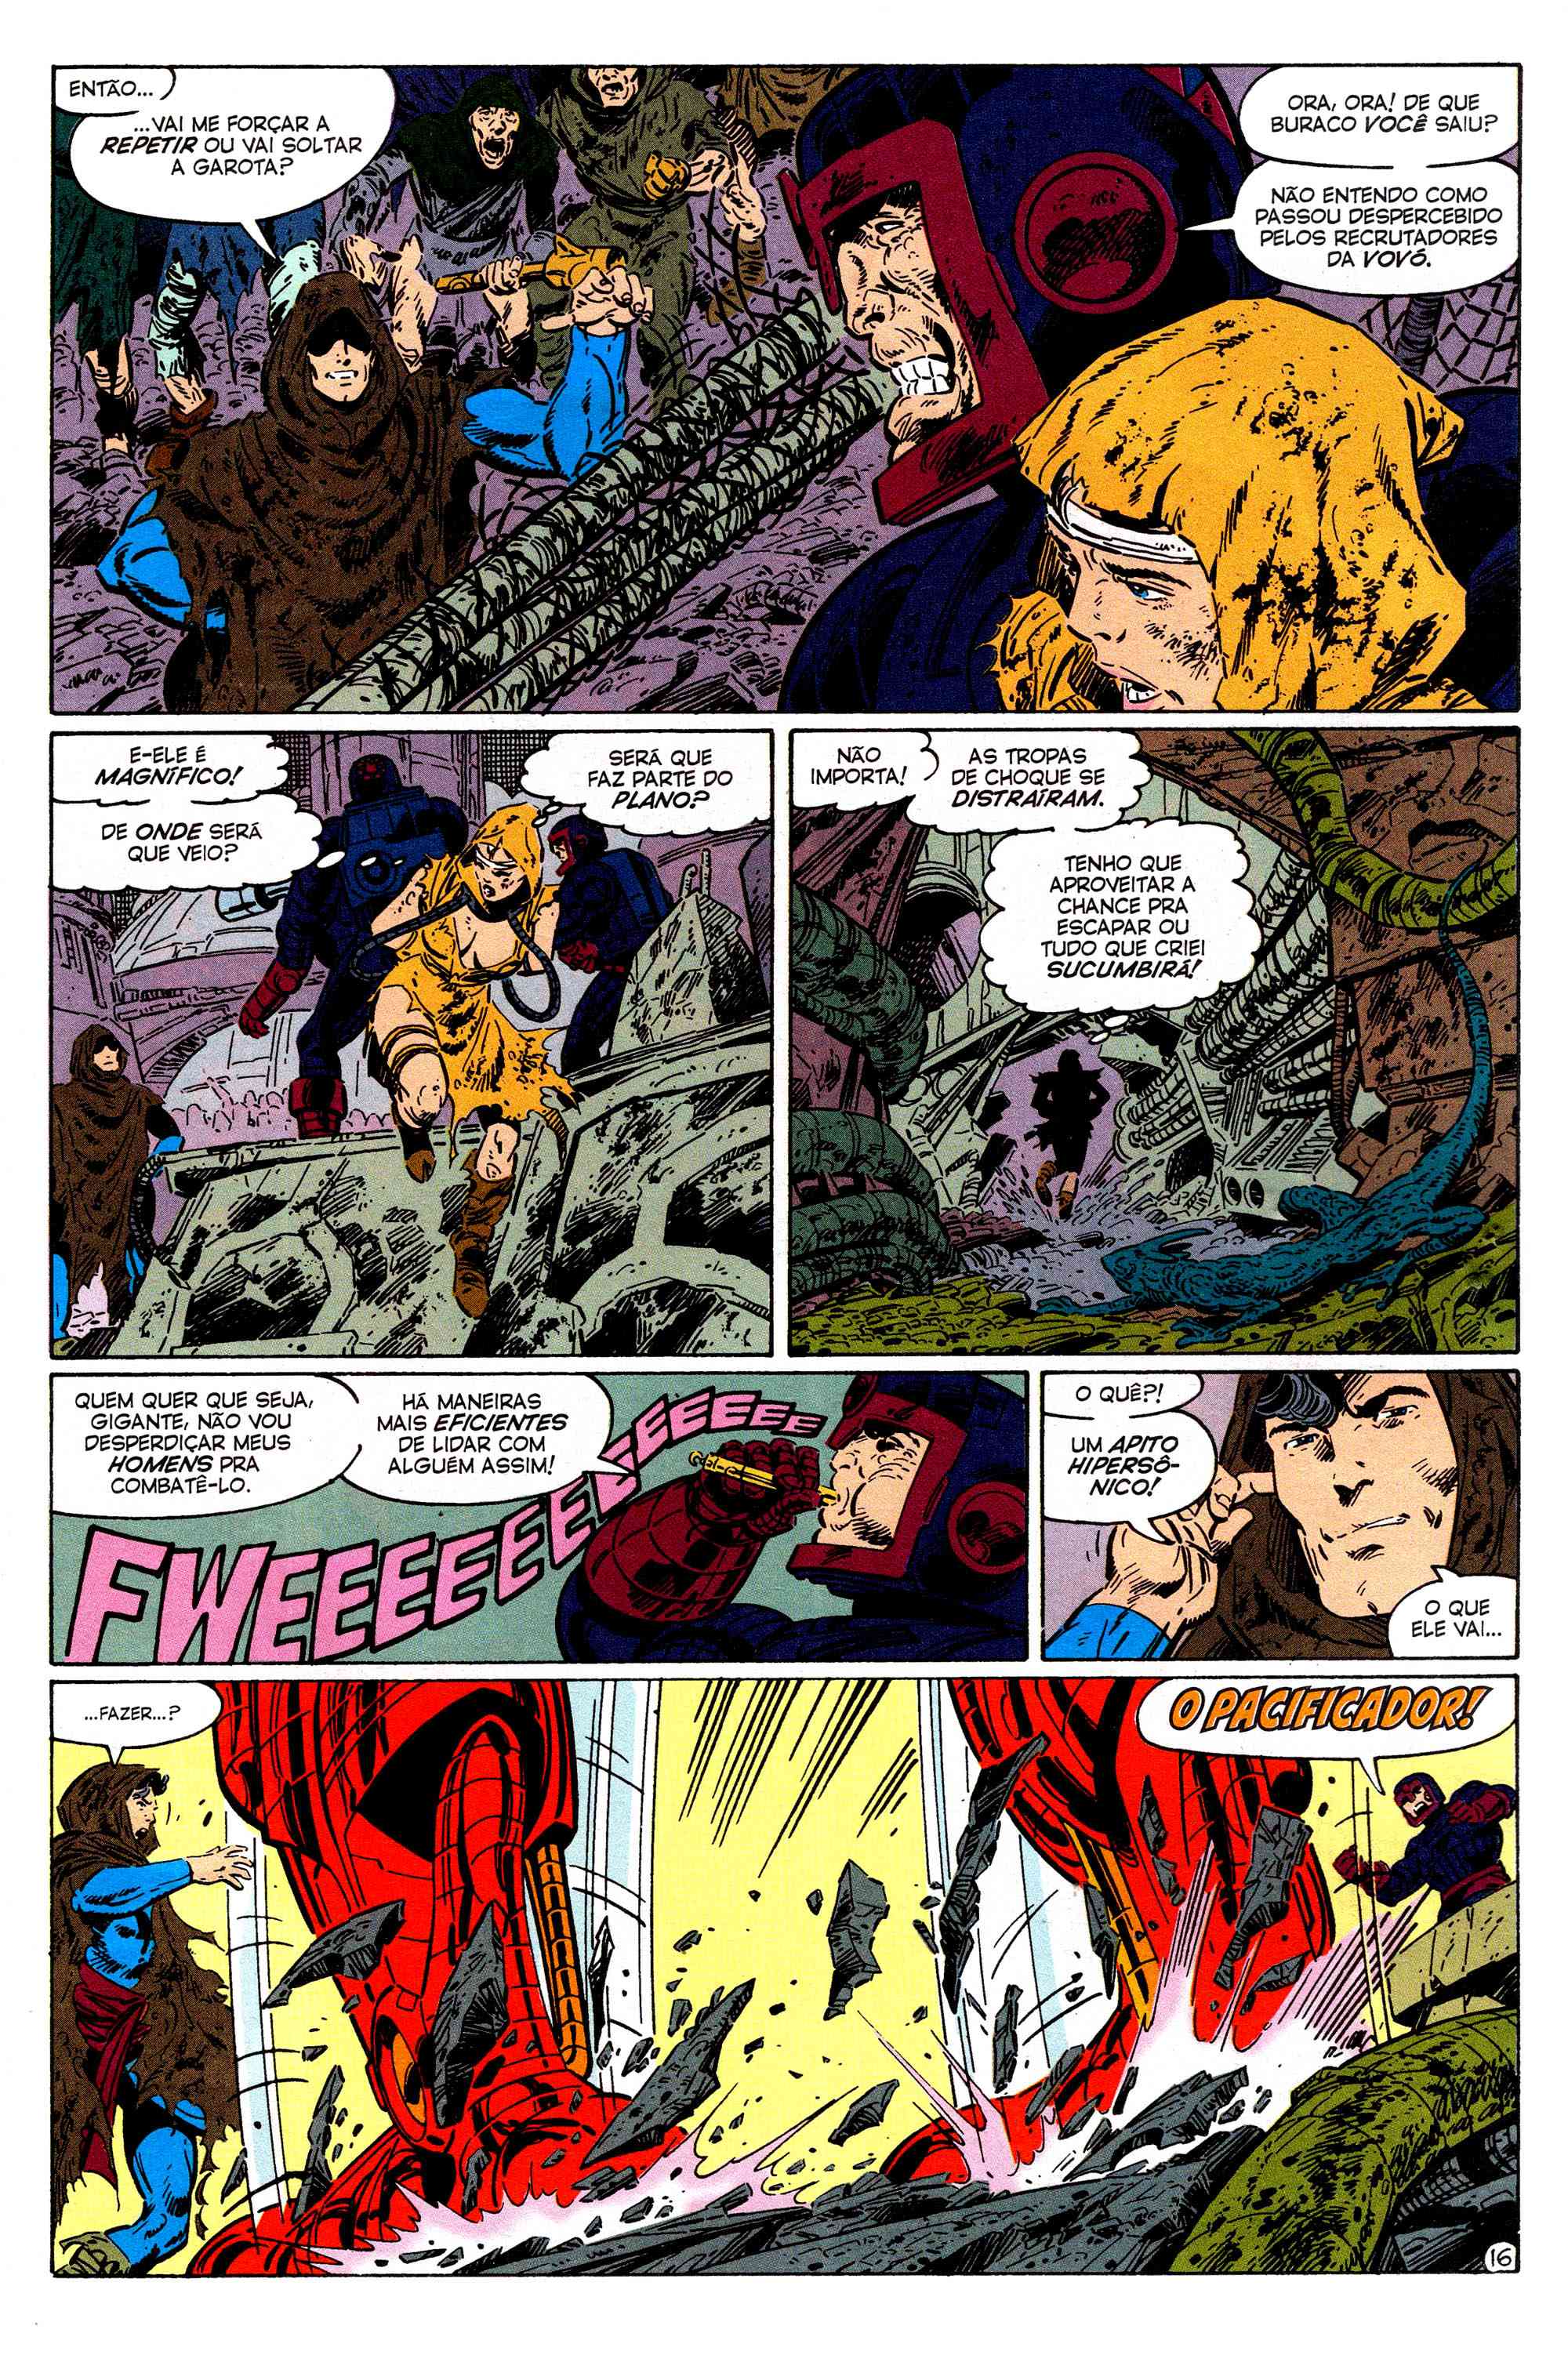 ENTÃO...
...VAI ME FORÇAR A
REPETIR OU VAI SOLTAR
A GAROTA?
ORA, ORA! DE QUE
BURACO VOCÊ SAIU?
NÃO ENTENDO COMO
PASSOU DESPERCEBIDO
PELOS RECRUTADORES
DA VOVÓ.
E-ELE É
MAGNÍFICO!
DE ONDE SERÁ
QUE VEIO?
SERÁ QUE
FAZ PARTE DO
PLANO?
NÃO
IMPORTA!
AS TROPAS
DE CHOQUE SE
DISTRAÍRAM.
TENHO QUE
APROVEITAR A
CHANCE PRA
ESCAPAR OU
TUDO QUE CRIEI
SUCUMBIRÁ!
QUEM QUER QUE SEJA,
GIGANTE, NÃO VOU
DESPERDIÇAR MEUS
HOMENS PRA
COMBATÊ-LO.
HÁ MANEIRAS
MAIS EFICIENTES
DE LIDAR COM
ALGUÉM ASSIM!
FWEEEEEEEEEEEEEEE
O QUÊ?!
UM APITO
HIPERSÔ-
NICO!
O QUE
ELE VAI...
...FAZER...?
O PACIFICADOR!
16